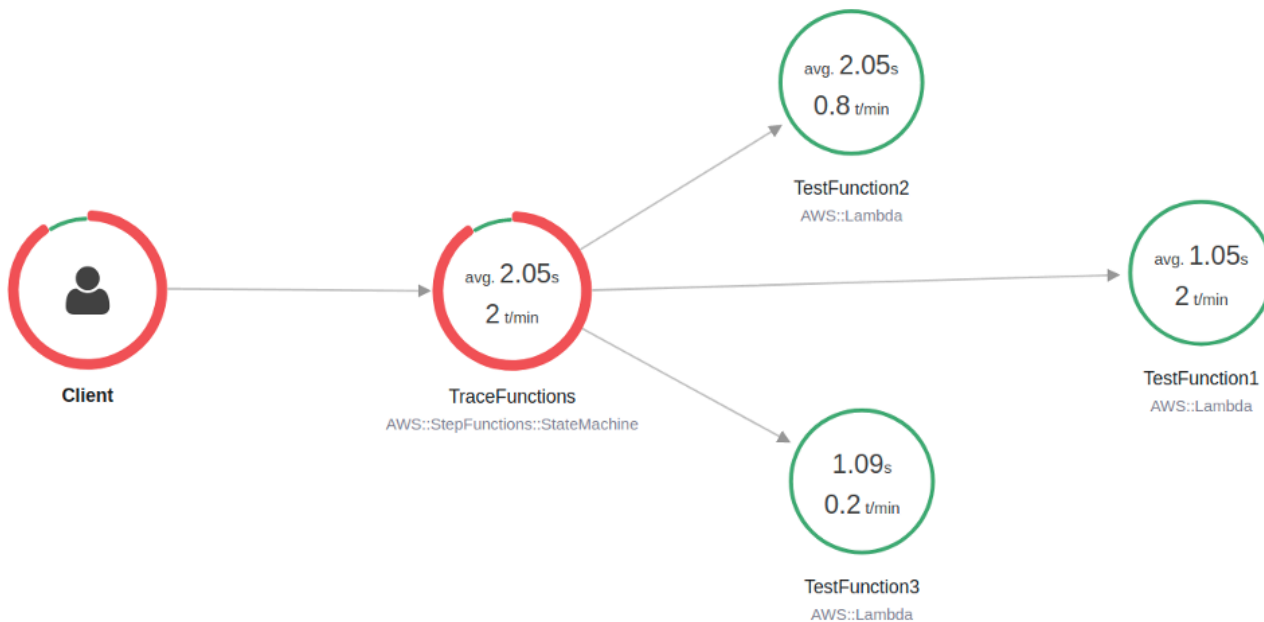 Client
avg. 2.05s
2 t/min
TraceFunctions
AWS::StepFunctions::StateMachine
avg. 2.05s
0.8 t/min
TestFunction2
AWS::Lambda
avg. 1.05s
2 t/min
TestFunction1
AWS::Lambda
1.09s
0.2 t/min
TestFunction3
AWS::Lambda